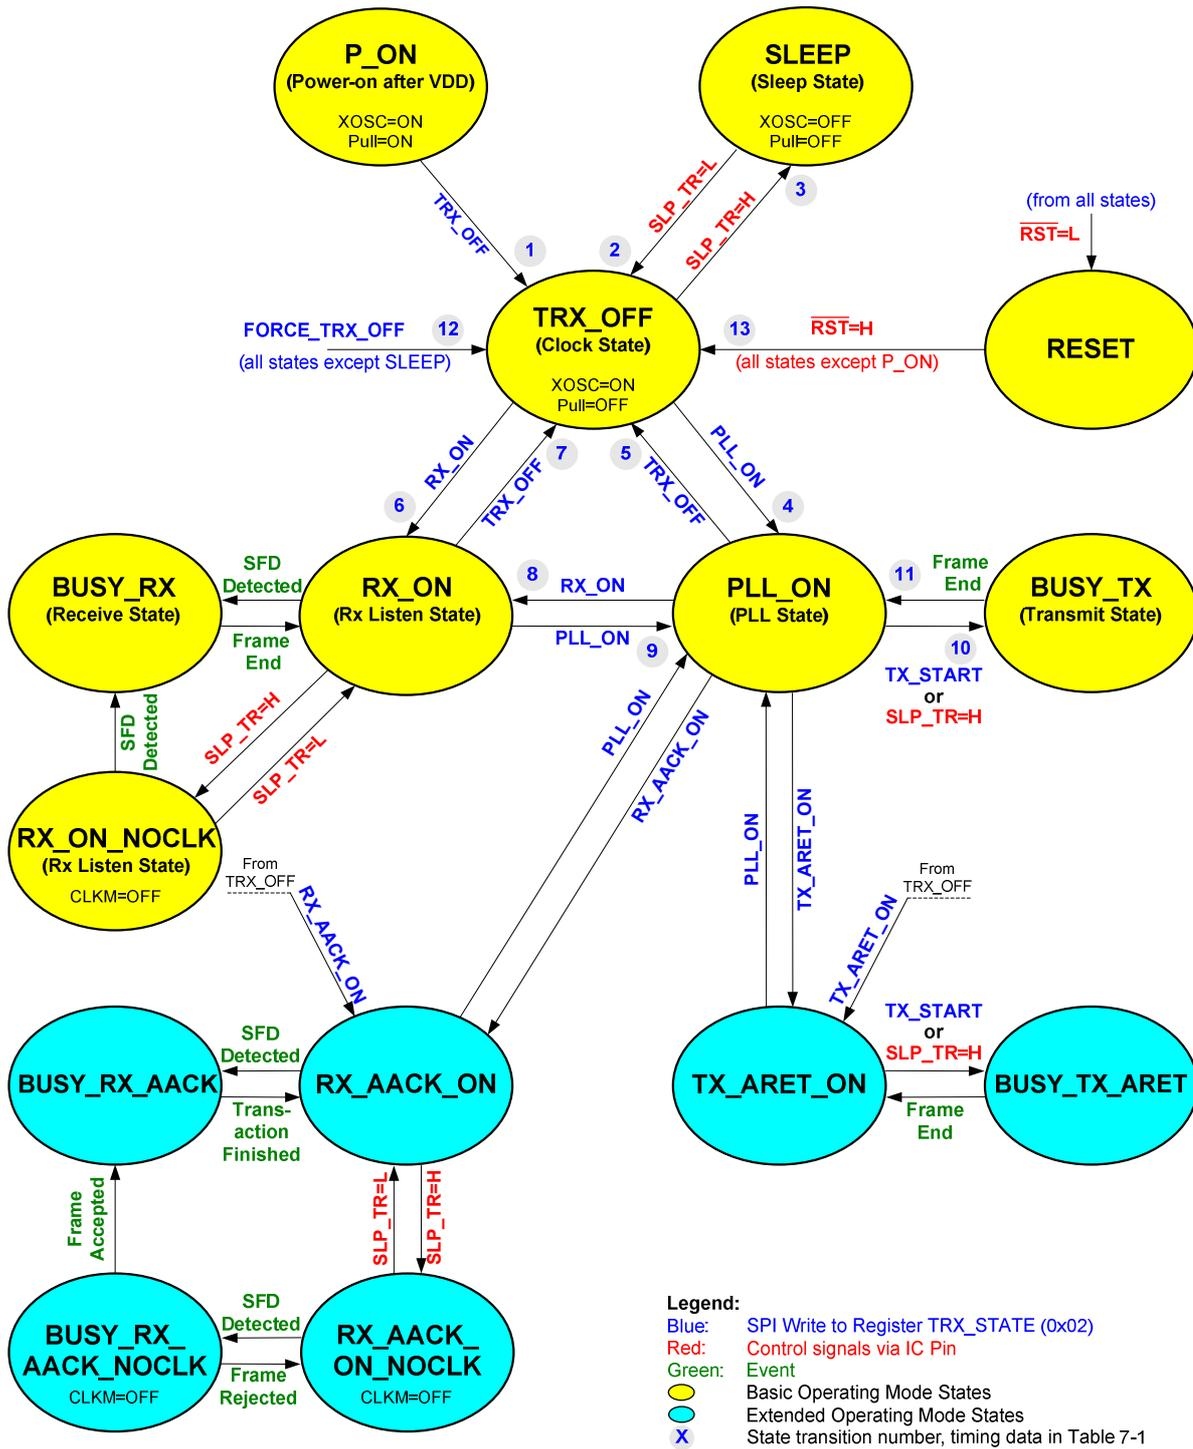 P_ON
(Power-on after VDD)
XOSC=ON
Pull=ON
SLEEP
(Sleep State)
XOSC=OFF
Pull=OFF
TRX_OFF
1
2
SLP_TR=L
SLP_TR=H
3
(from all states)
RST=L
FORCE_TRX_OFF
12
(all states except SLEEP)
TRX_OFF
(Clock State)
XOSC=ON
Pull=OFF
13
RST=H
(all states except P_ON)
RESET
6
RX_ON
TRX_OFF
7
5
TRX_OFF
PLL_ON
4
BUSY_RX
(Receive State)
SFD
Detected
Frame
End
RX_ON
(Rx Listen State)
8
RX_ON
PLL_ON
9
PLL_ON
(PLL State)
11
Frame
End
10
TX_START
or
SLP_TR=H
BUSY_TX
(Transmit State)
SFD
Detected
SLP_TR=H
SLP_TR=L
RX_ON_NOCLK
(Rx Listen State)
CLKM=OFF
From
TRX_OFF
RX_AACK_ON
PLL_ON
RX_AACK_ON
PLL_ON
TX_ARET_ON
From
TRX_OFF
TX_ARET_ON
BUSY_RX_AACK
SFD
Detected
Trans-
action
Finished
RX_AACK_ON
TX_ARET_ON
TX_START
or
SLP_TR=H
Frame
End
BUSY_TX_ARET
Frame
Accepted
SLP_TR=L
SLP_TR=H
BUSY_RX_
AACK_NOCLK
CLKM=OFF
SFD
Detected
Frame
Rejected
RX_AACK_
ON_NOCLK
CLKM=OFF
Legend:
Blue: SPI Write to Register TRX_STATE (0x02)
Red: Control signals via IC Pin
Green: Event
Basic Operating Mode States
Extended Operating Mode States
X State transition number, timing data in Table 7-1